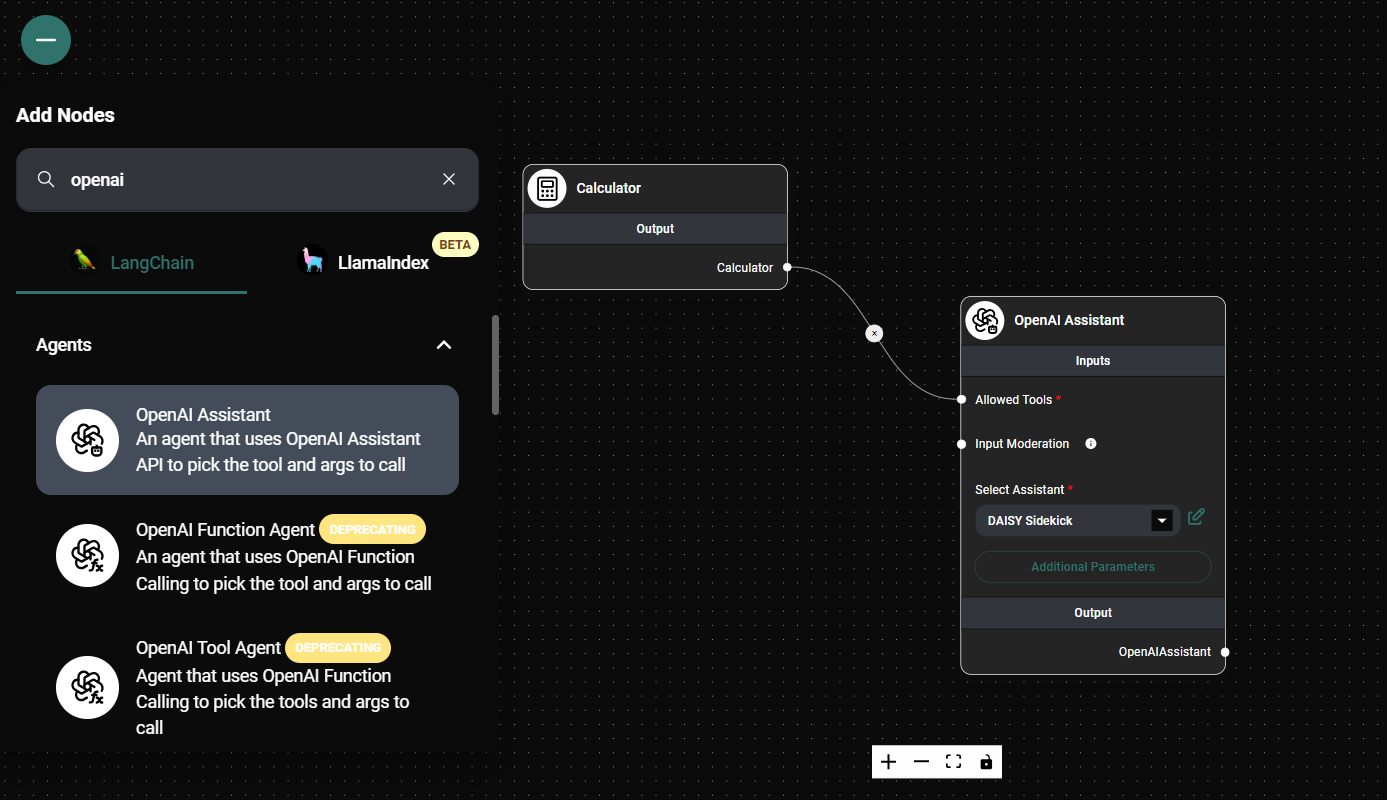 Add Nodes
openai
LangChain
LlamaIndex
BETA
Agents
OpenAI Assistant
An agent that uses OpenAI Assistant
API to pick the tool and args to call
OpenAI Function Agent DEPRECATING
An agent that uses OpenAI Function
Calling to pick the tool and args to call
OpenAI Tool Agent DEPRECATING
Agent that uses OpenAI Function
Calling to pick the tools and args to
call
Calculator
Output
Calculator
OpenAI Assistant
Inputs
Allowed Tools *
Input Moderation
Select Assistant *
DAISY Sidekick
Additional Parameters
Output
OpenAIAssistant